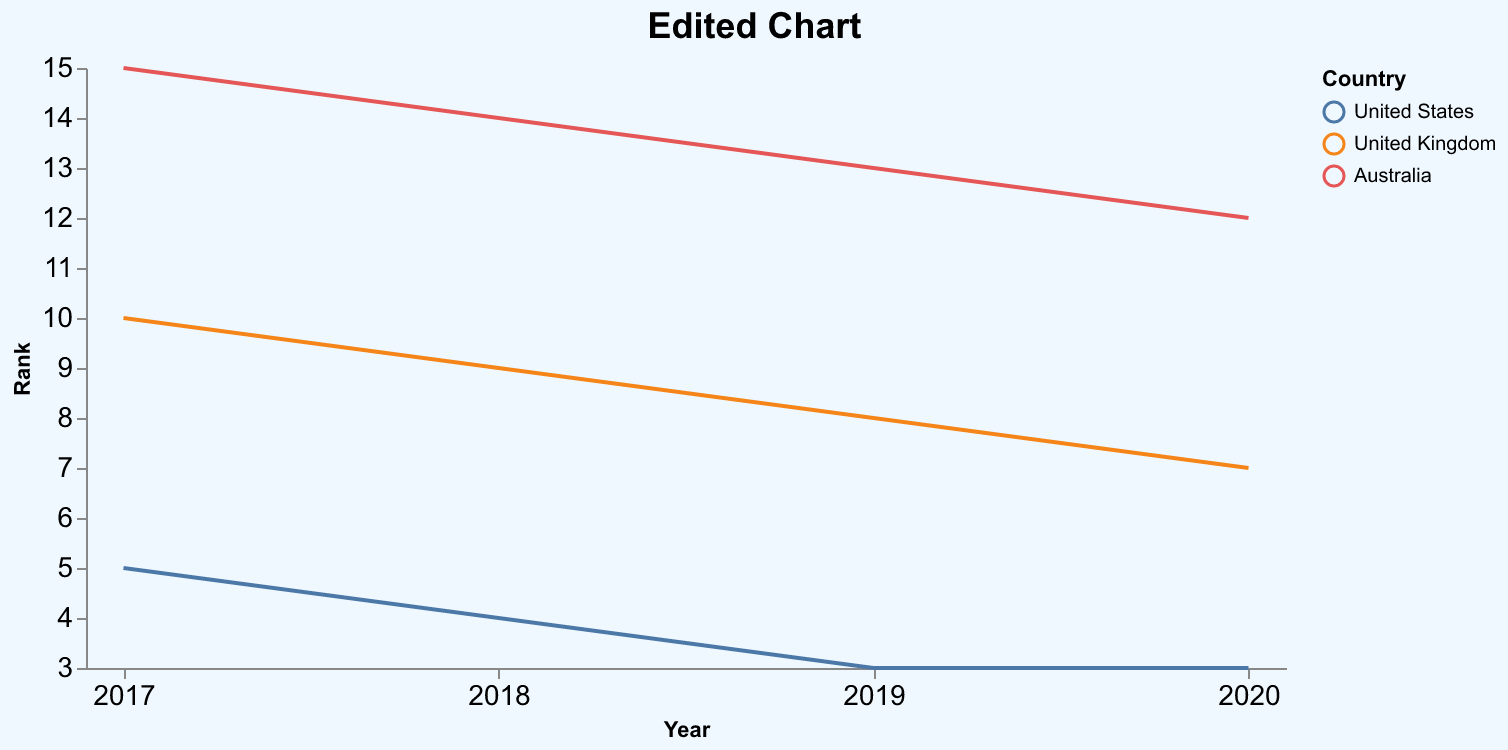 Edited Chart
15
14
13
12
11
10
9
8
7
6
5
4
3
Rank
2017 2018 2019 2020
Year
Country
United States
United Kingdom
Australia